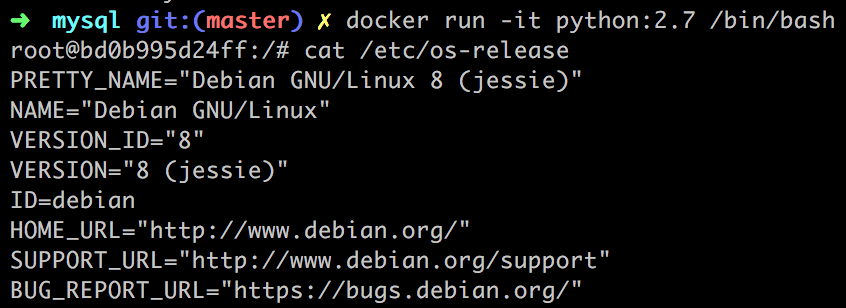 ➜ mysql git:(master) ✗ docker run -it python:2.7 /bin/bash
root@bd0b995d24ff:/# cat /etc/os-release
PRETTY_NAME="Debian GNU/Linux 8 (jessie)"
NAME="Debian GNU/Linux"
VERSION_ID="8"
VERSION="8 (jessie)"
ID=debian
HOME_URL="http://www.debian.org/"
SUPPORT_URL="http://www.debian.org/support"
BUG_REPORT_URL="https://bugs.debian.org/"